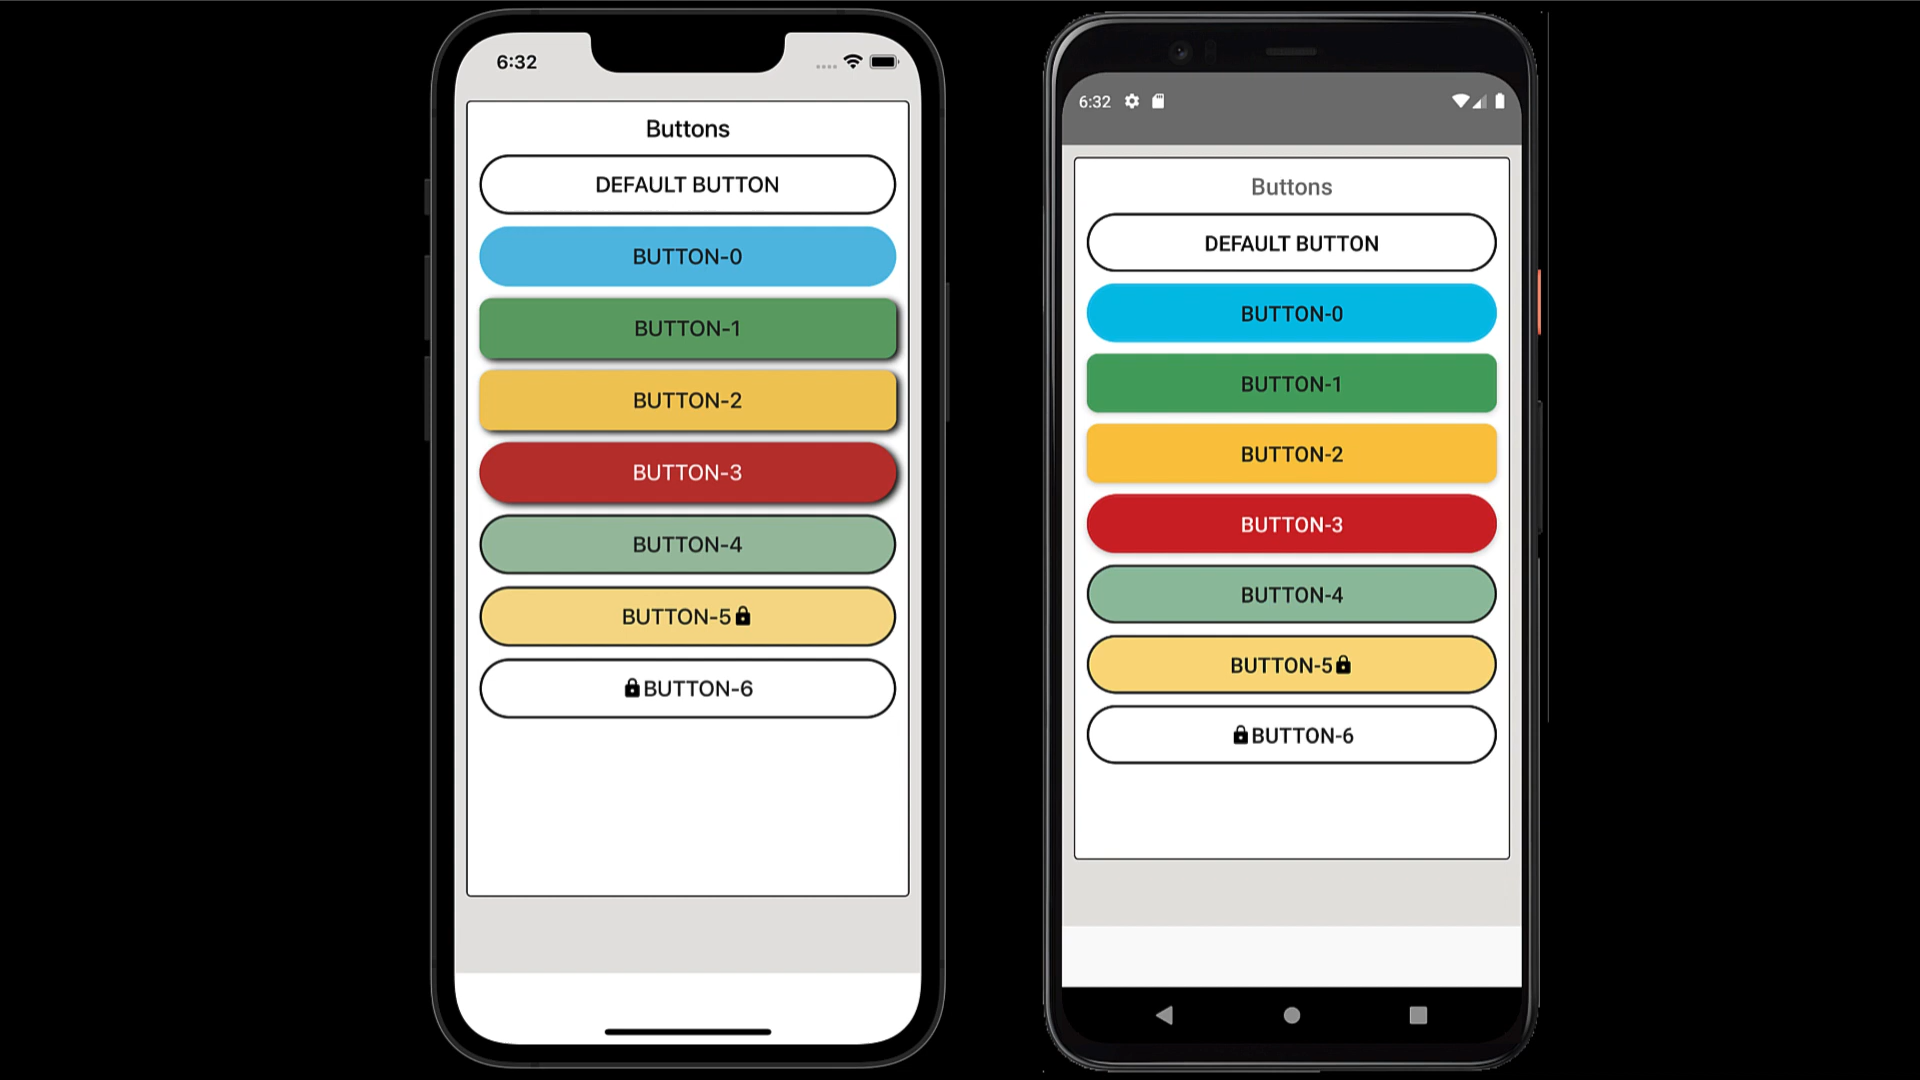 6:32
Buttons
DEFAULT BUTTON
BUTTON-0
BUTTON-1
BUTTON-2
BUTTON-3
BUTTON-4
BUTTON-5
BUTTON-6
6:32
Buttons
DEFAULT BUTTON
BUTTON-0
BUTTON-1
BUTTON-2
BUTTON-3
BUTTON-4
BUTTON-5
BUTTON-6